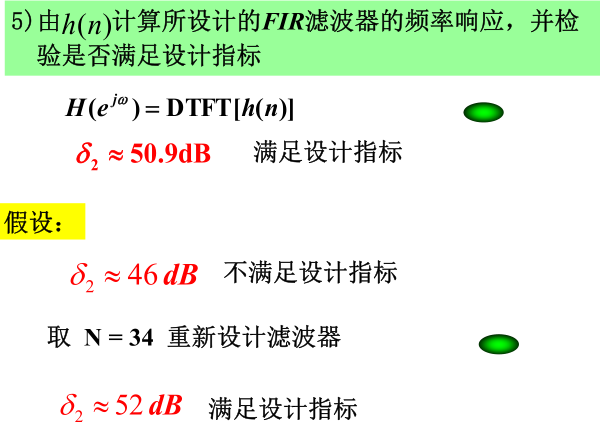 5) 由h(n)计算所设计的FIR滤波器的频率响应，并检
验是否满足设计指标
H(e^{jω}) = DTFT[h(n)]
δ₂ ≈ 50.9dB 满足设计指标
假设：
δ₂ ≈ 46 dB 不满足设计指标
取 N = 34 重新设计滤波器
δ₂ ≈ 52 dB 满足设计指标